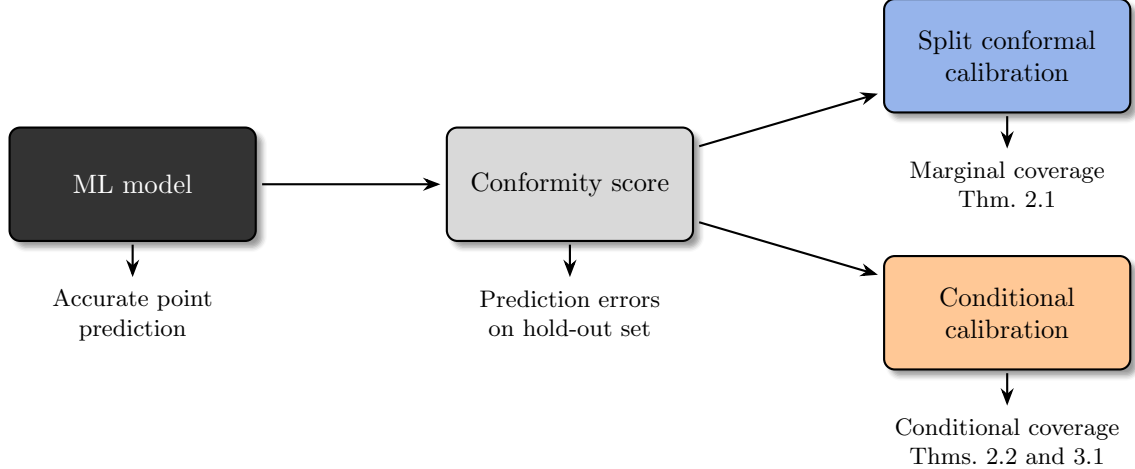 ML model
Accurate point
prediction
Conformity score
Prediction errors
on hold-out set
Split conformal
calibration
Marginal coverage
Thm. 2.1
Conditional
calibration
Conditional coverage
Thms. 2.2 and 3.1